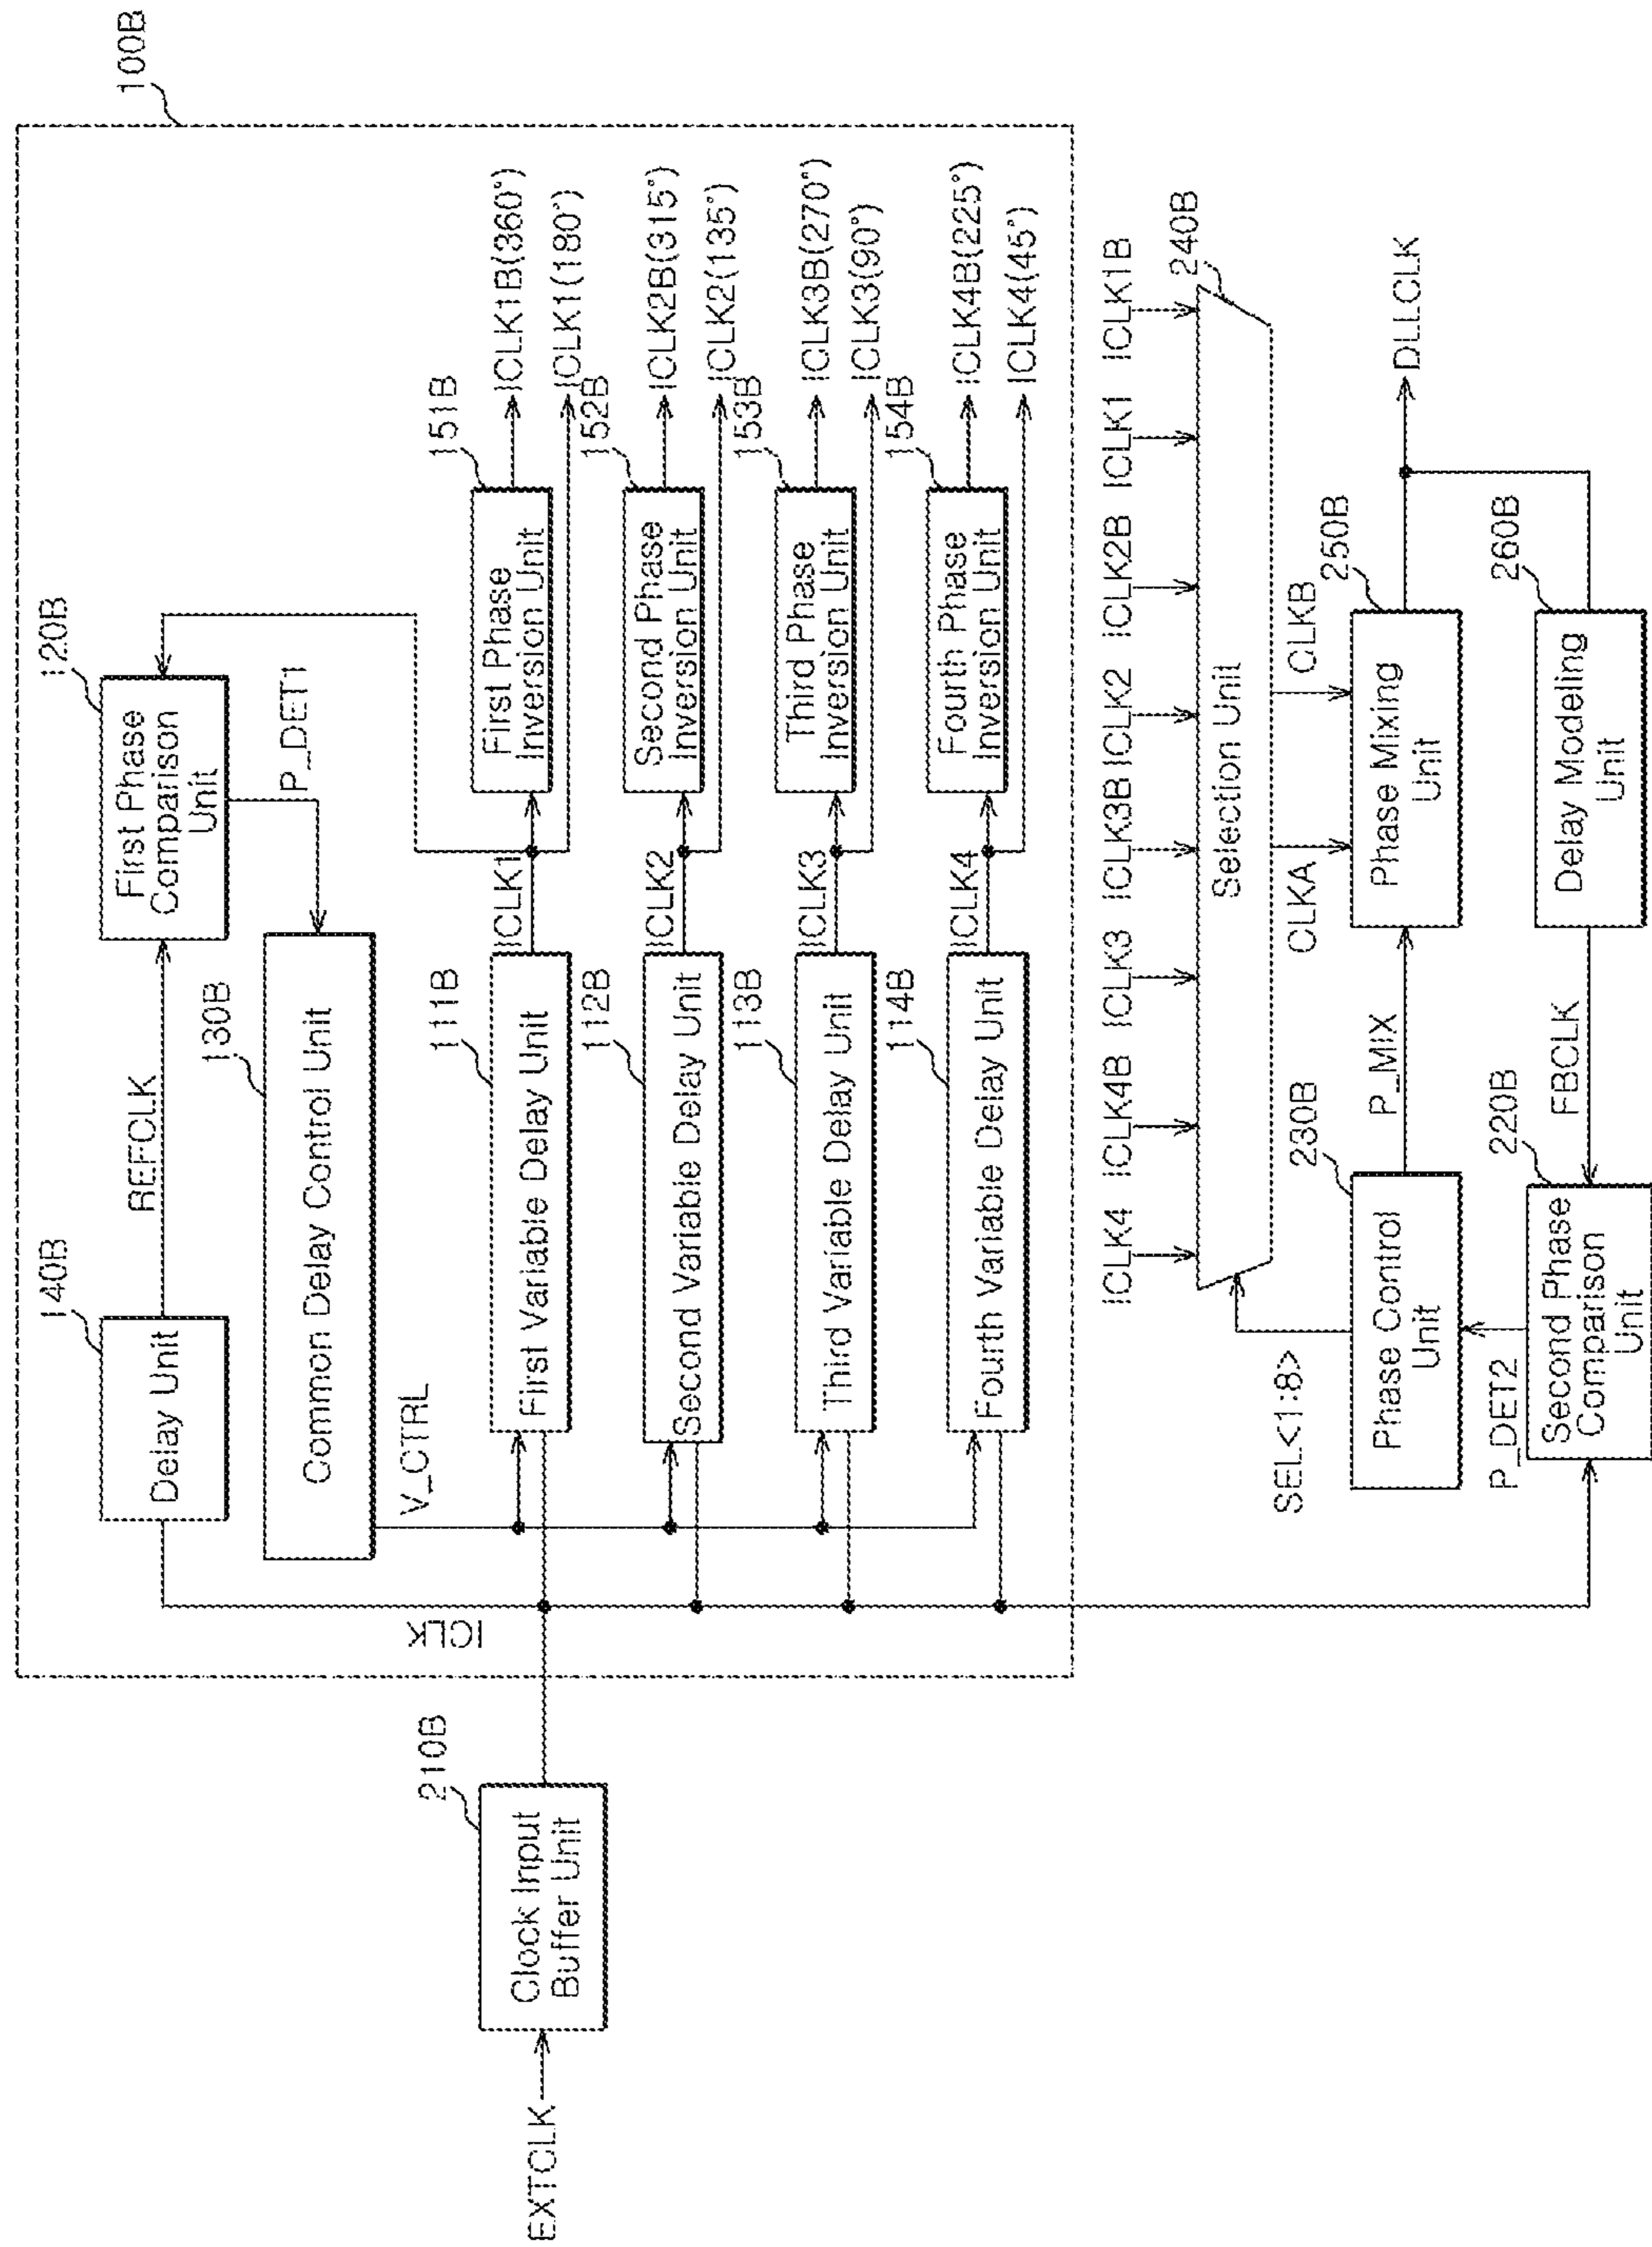 100B
140B
Delay Unit
REFCLK
120B
First Phase
Comparison
Unit
P_DET1
130B
Common Delay Control Unit
V_CTRL
ICLK
EXTCLK
210B
Clock Input
Buffer Unit
111B
First Variable Delay Unit
ICLK1
151B
First Phase
Inversion Unit
ICLK1B(360°)
ICLK1(180°)
112B
Second Variable Delay Unit
ICLK2
152B
Second Phase
Inversion Unit
ICLK2B(315°)
ICLK2(135°)
113B
Third Variable Delay Unit
ICLK3
153B
Third Phase
Inversion Unit
ICLK3B(270°)
ICLK3(90°)
114B
Fourth Variable Delay Unit
ICLK4
154B
Fourth Phase
Inversion Unit
ICLK4B(225°)
ICLK4(45°)
ICLK4 ICLK4B ICLK3 ICLK3B ICLK2 ICLK2B ICLK1 ICLK1B
240B
Selection Unit
SEL<1:8>
CLKA
CLKB
230B
Phase Control
Unit
P_MIX
250B
Phase Mixing
Unit
DLLCLK
P_DET2
220B
Second Phase
Comparison
Unit
FBCLK
260B
Delay Modeling
Unit